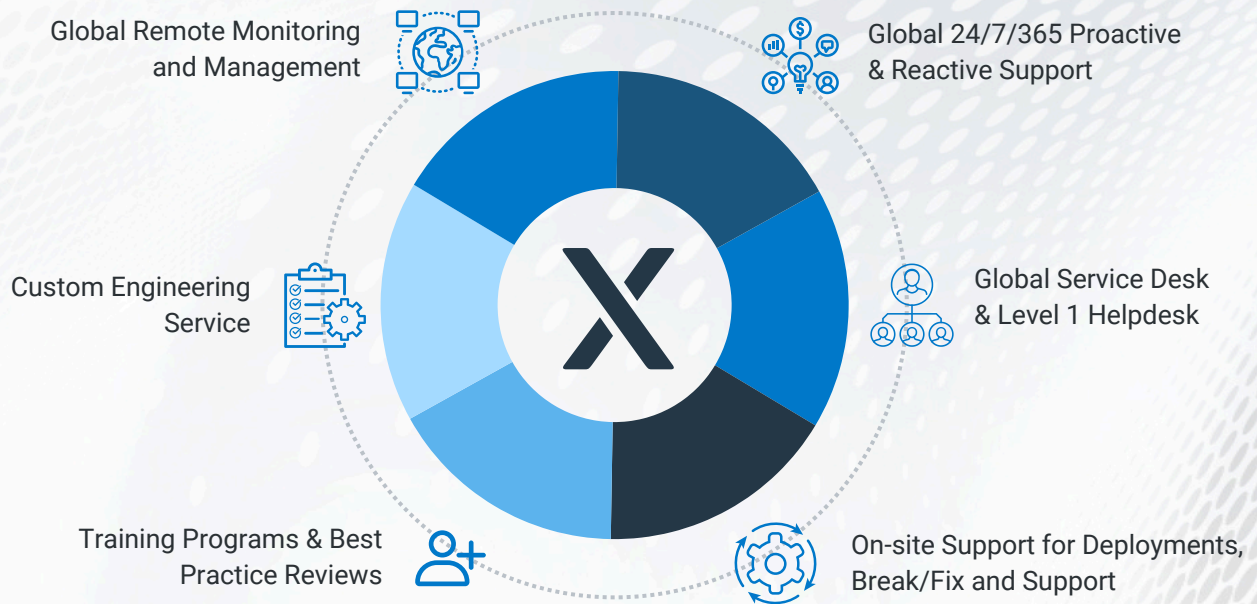 Global Remote Monitoring
and Management
Global 24/7/365 Proactive
& Reactive Support
Custom Engineering
Service
X
Global Service Desk
& Level 1 Helpdesk
Training Programs & Best
Practice Reviews
On-site Support for Deployments,
Break/Fix and Support